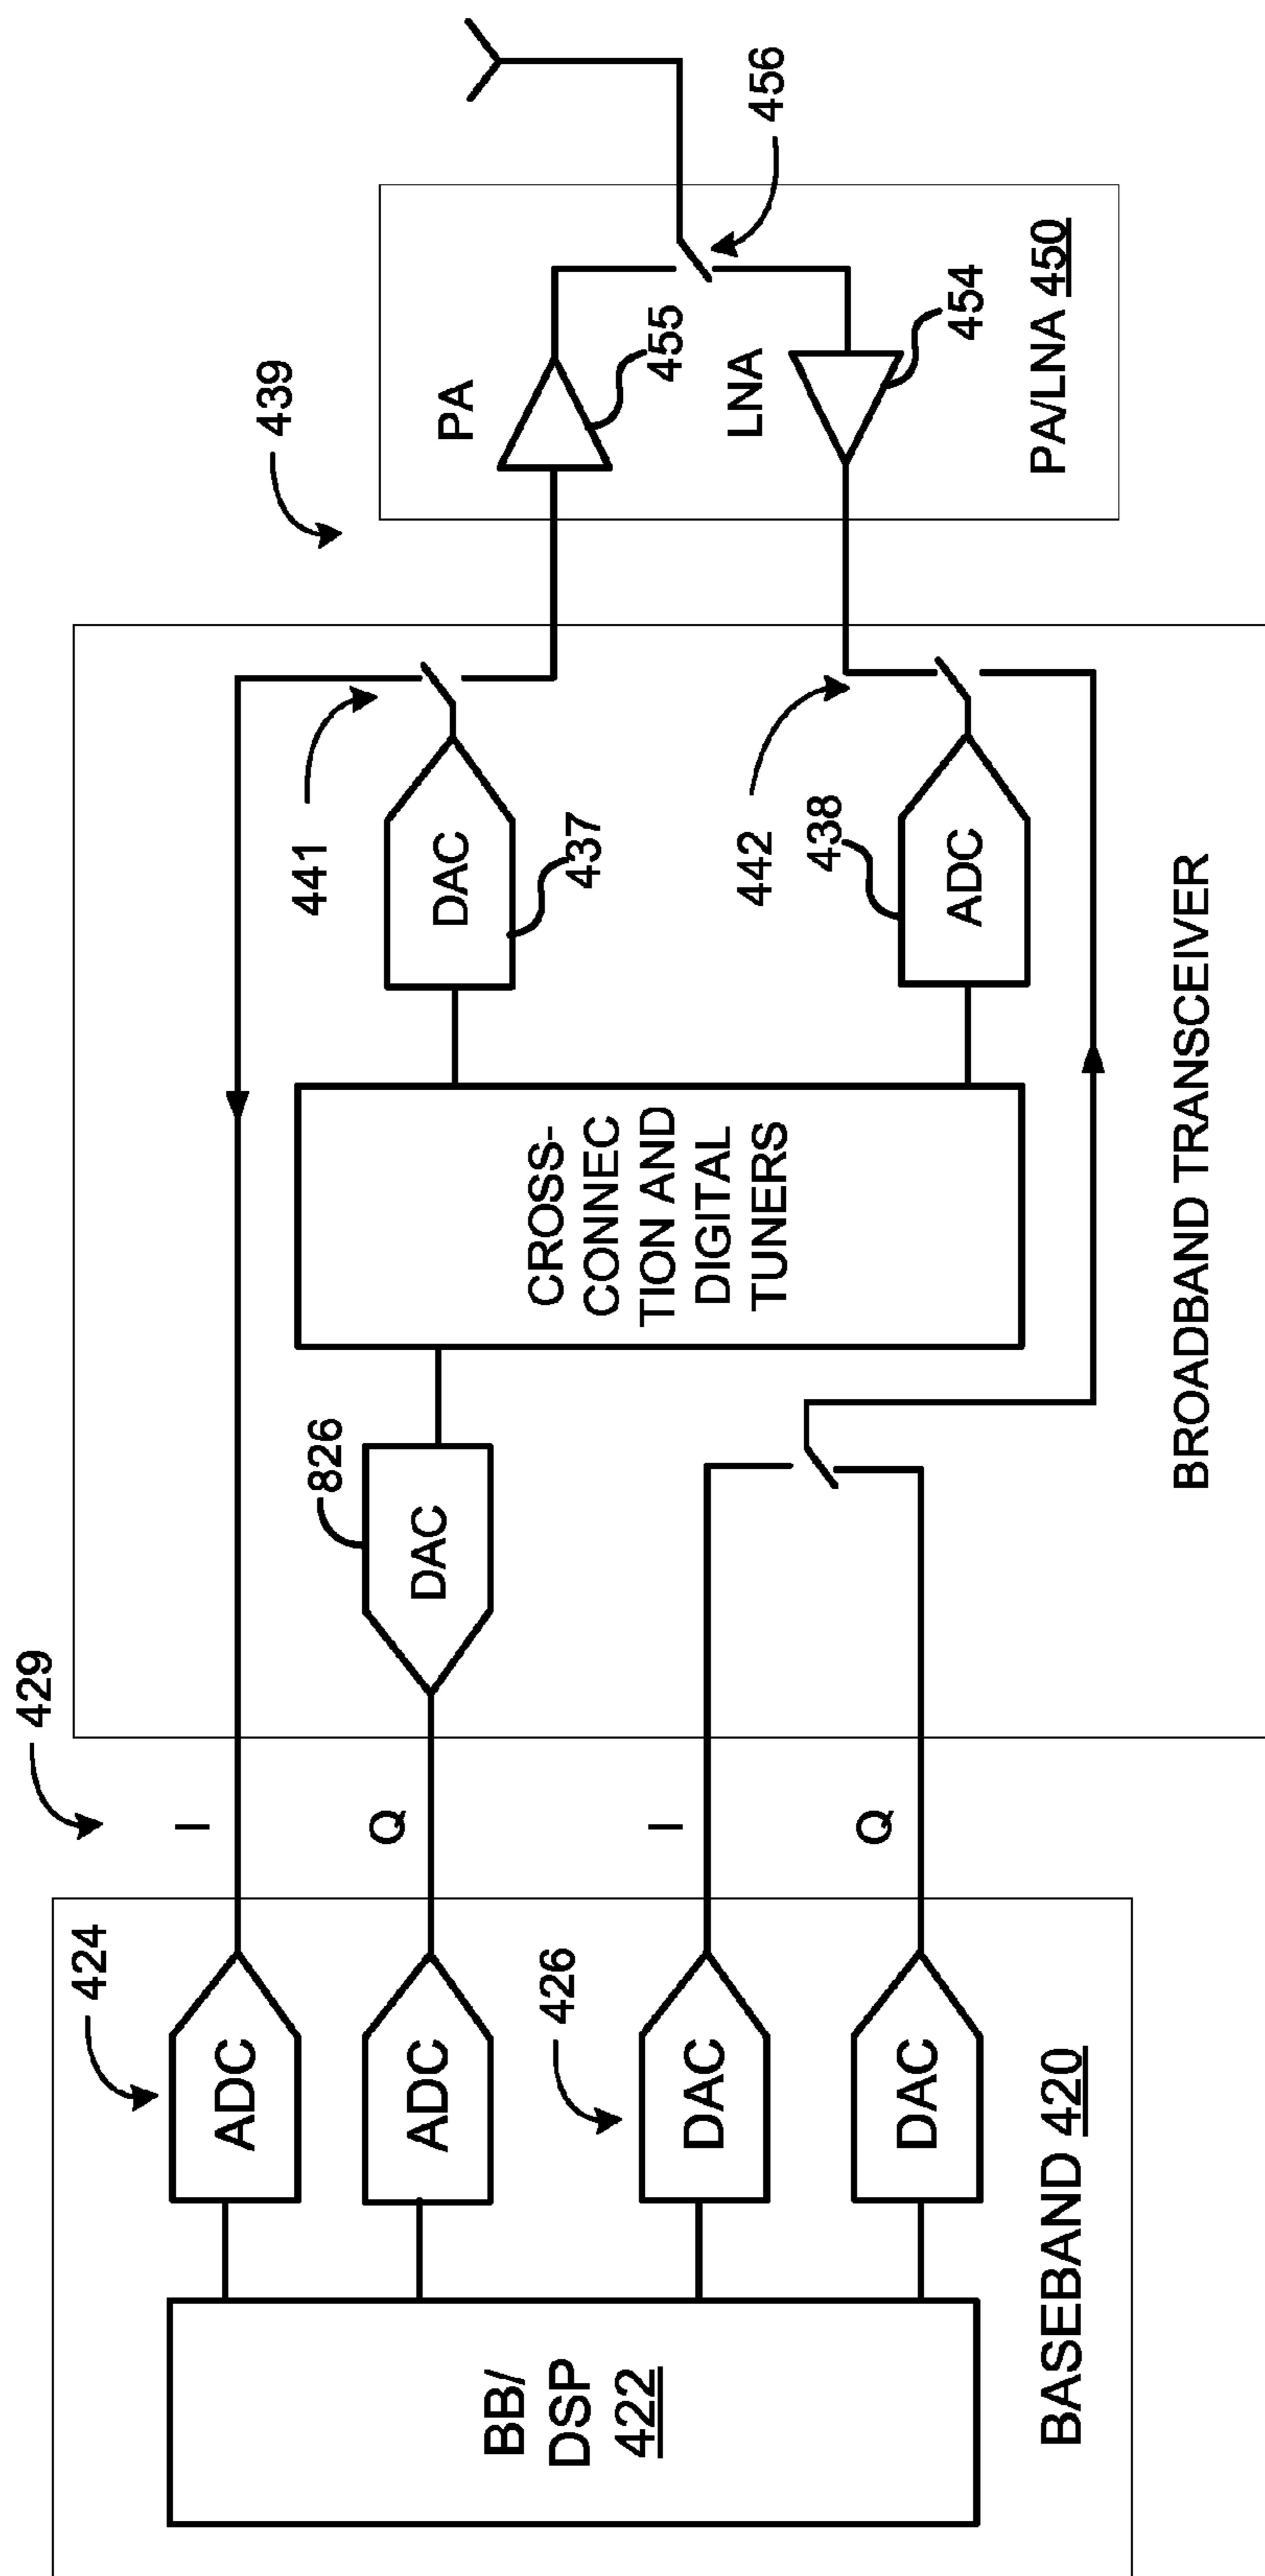 429
439
424
I
ADC
441
826
DAC
DAC
437
PA
455
456
Q
ADC
BB/
DSP
422
CROSS-
CONNEC
TION AND
DIGITAL
TUNERS
426
I
DAC
442
438
ADC
LNA
454
Q
DAC
BASEBAND 420
BROADBAND TRANSCEIVER
PA/LNA 450